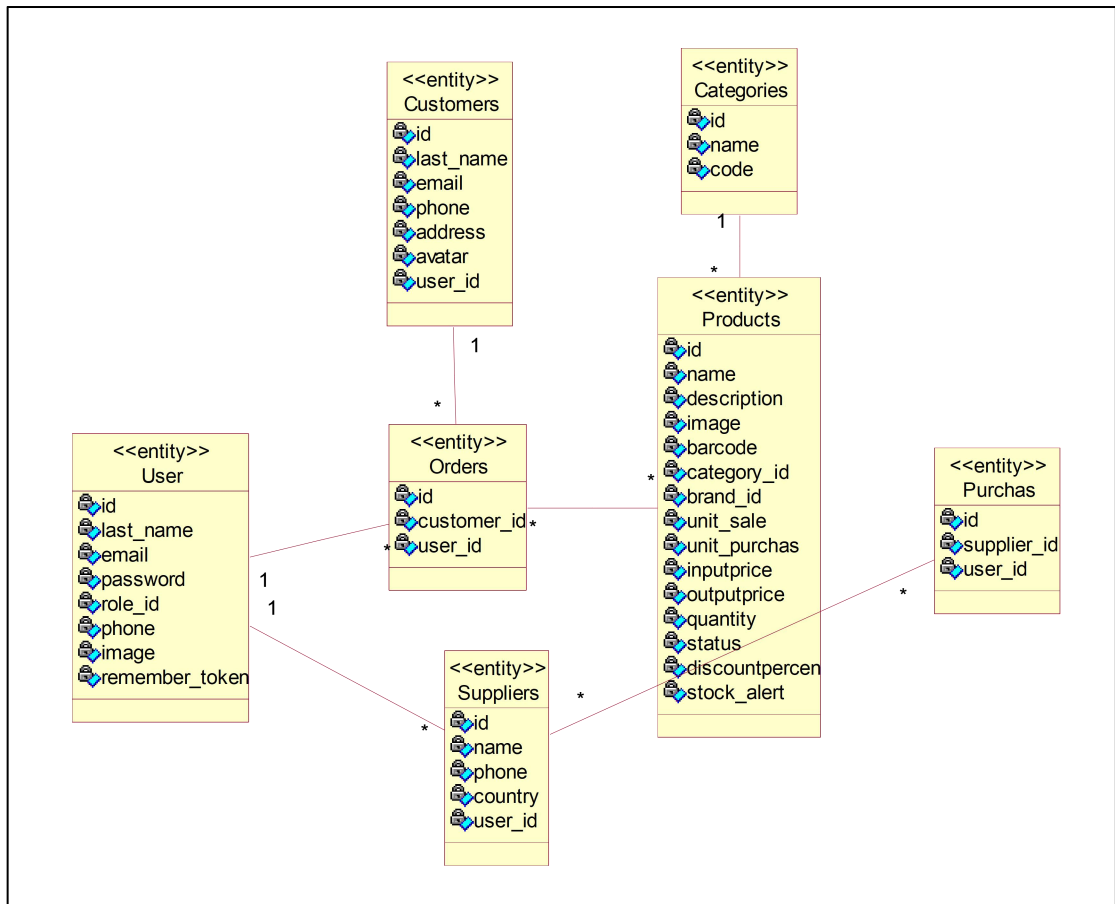 <<entity>>
Customers
id
last_name
email
phone
address
avatar
user_id
1
*
<<entity>>
Categories
id
name
code
1
*
<<entity>>
Products
id
name
description
image
barcode
category_id
brand_id
unit_sale
unit_purchas
inputprice
outputprice
quantity
status
discountpercen
stock_alert
<<entity>>
User
id
last_name
email
password
role_id
phone
image
remember_token
1
1
<<entity>>
Orders
id
customer_id
user_id
*
*
*
<<entity>>
Purchas
id
supplier_id
user_id
*
<<entity>>
Suppliers
id
name
phone
country
user_id
*
*